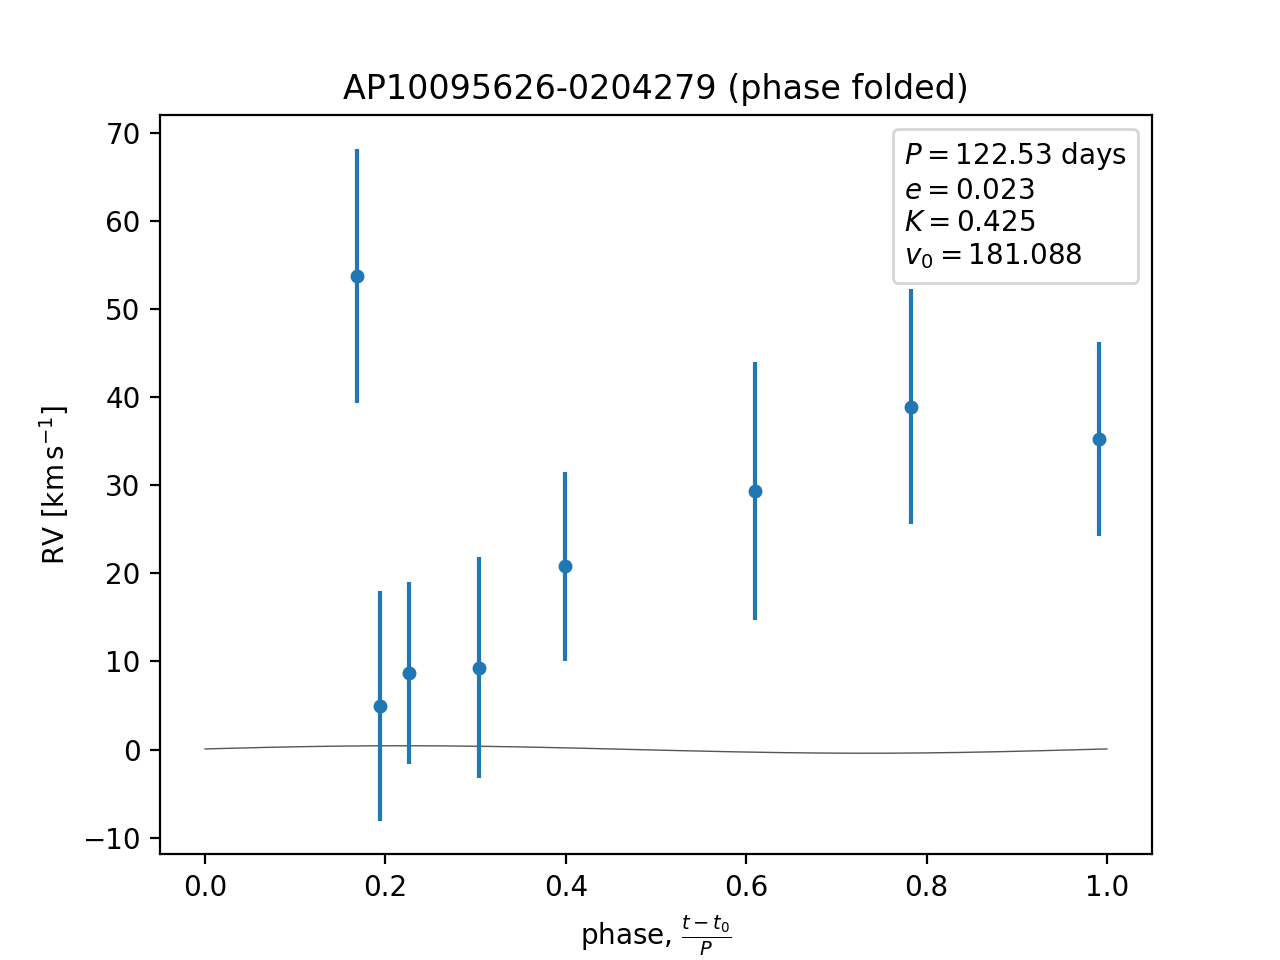 AP10095626-0204279 (phase folded)
P = 122.53 days
e = 0.023
K = 0.425
v₀ = 181.088
70
60
50
40
30
20
10
0
−10
RV [km s⁻¹]
0.0 0.2 0.4 0.6 0.8 1.0
phase, (t − t₀)/P